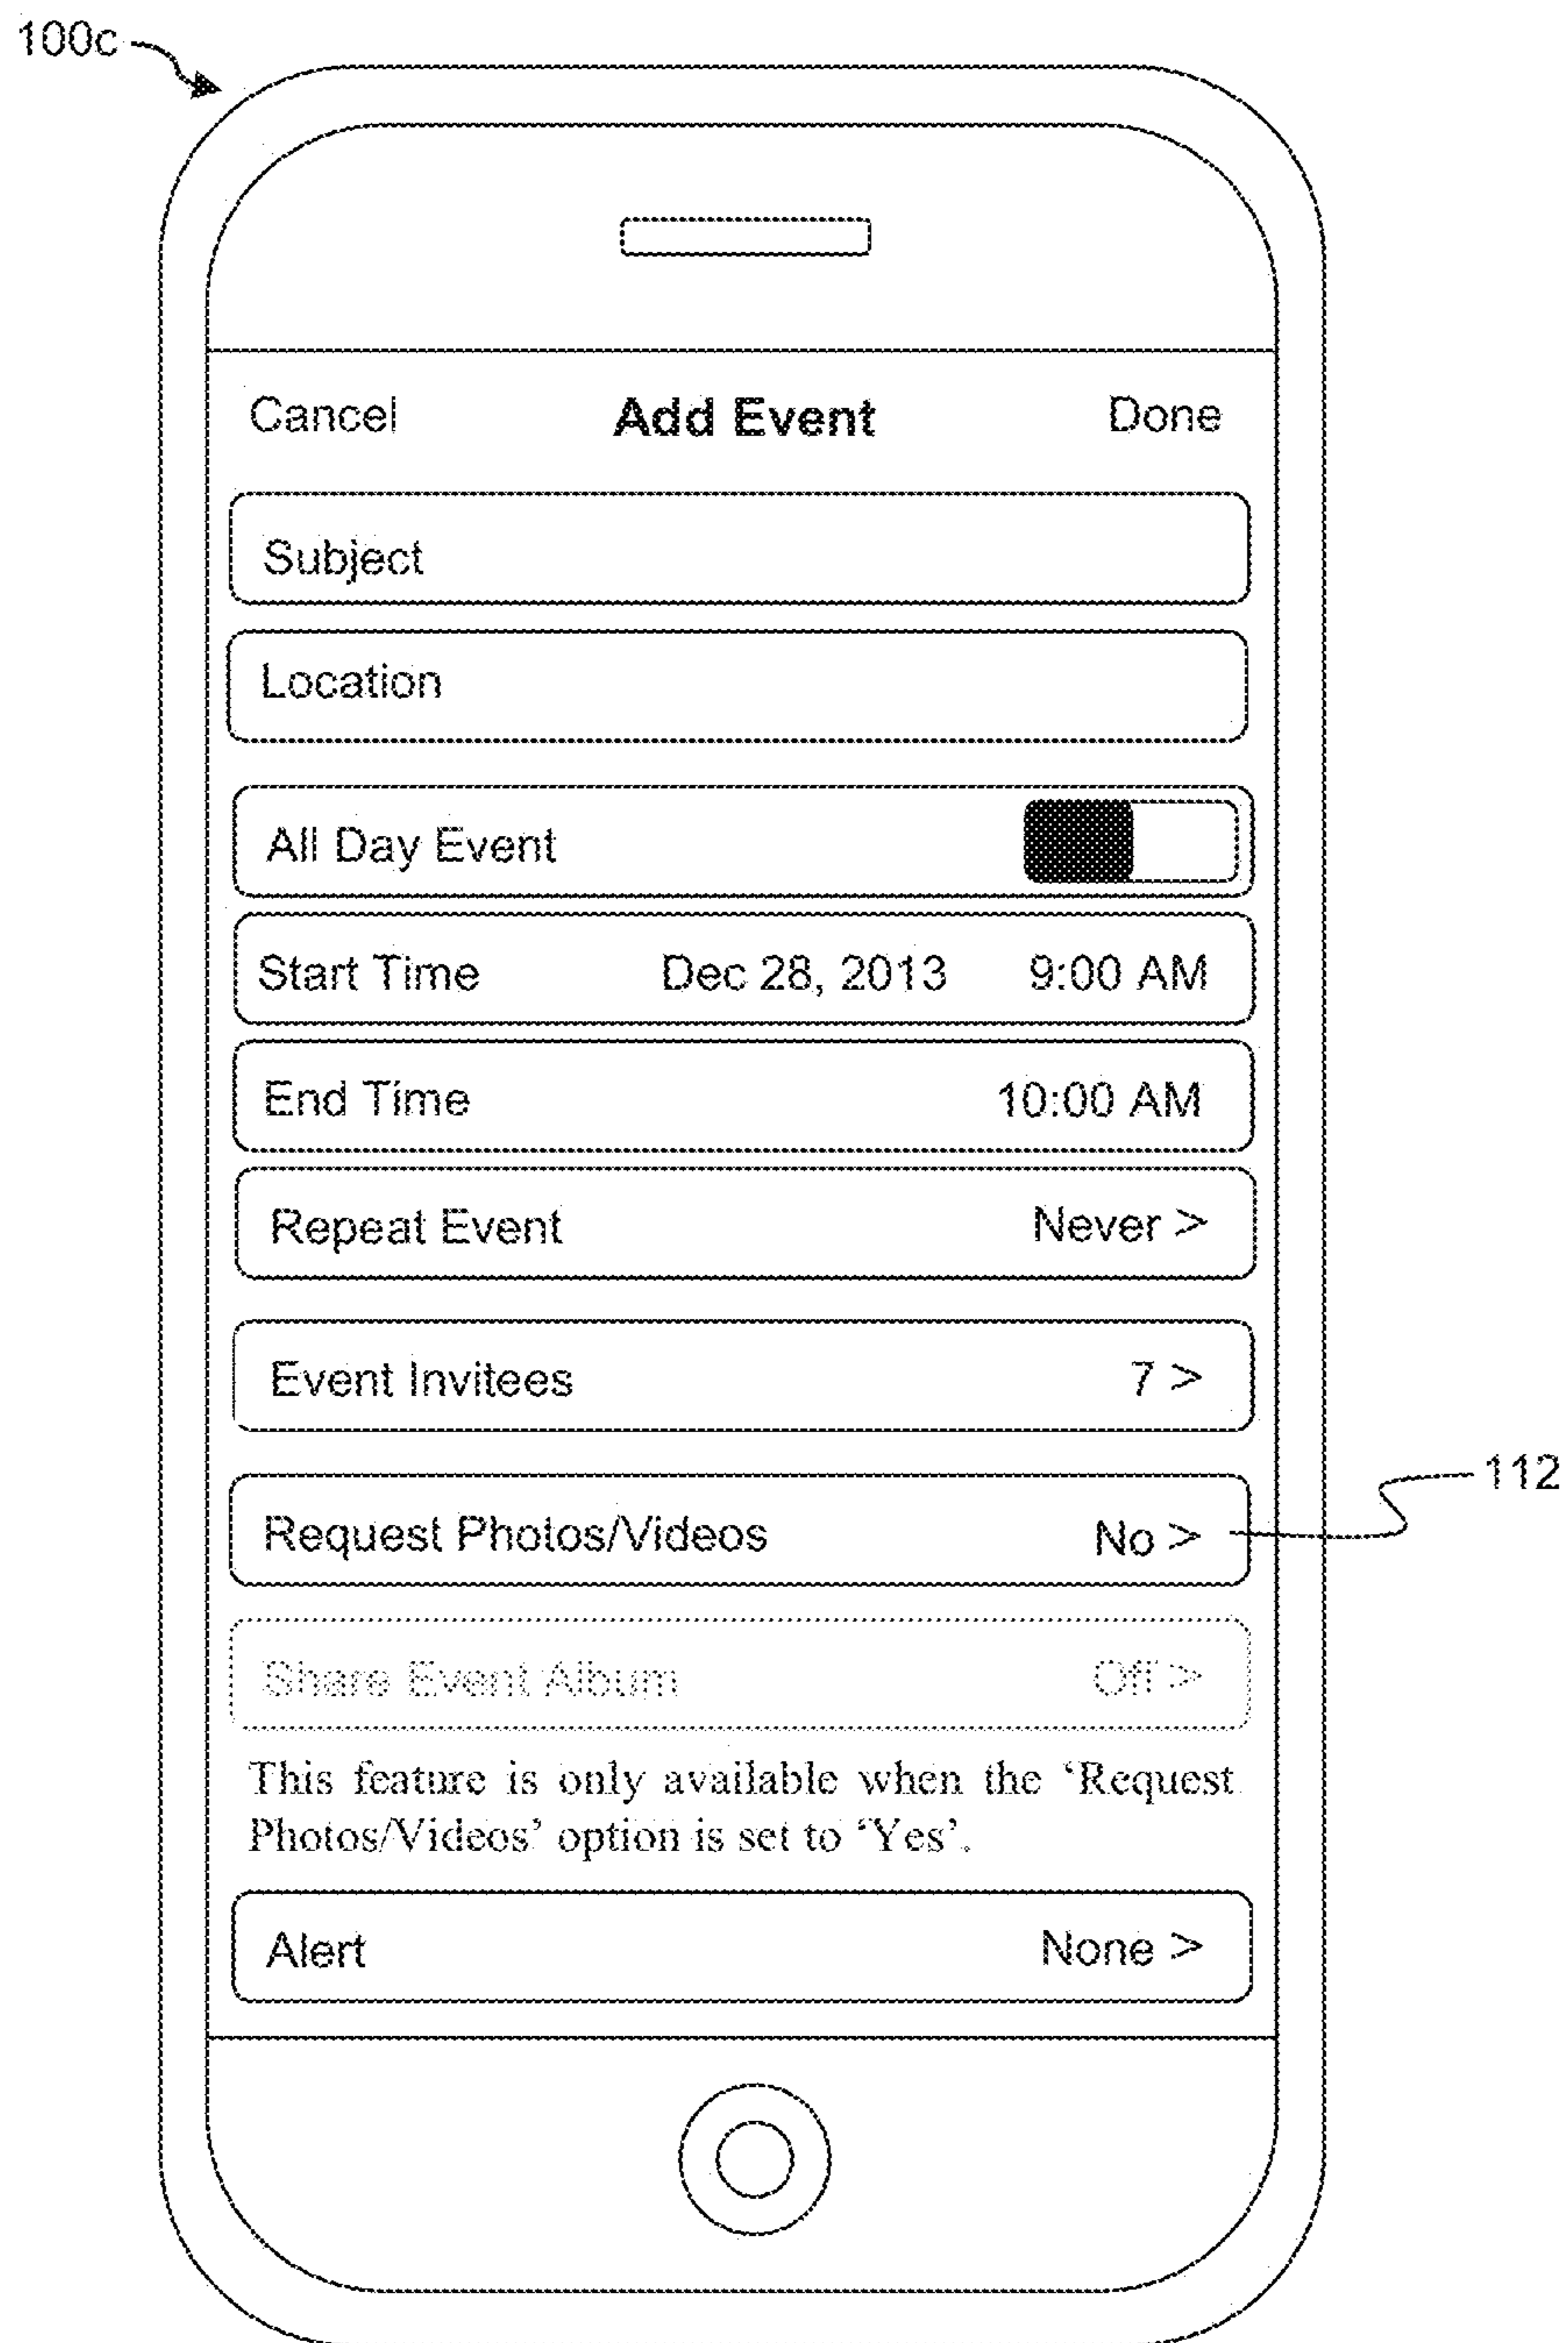 100c
Cancel Add Event Done
Subject
Location
All Day Event
Start Time Dec 28, 2013 9:00 AM
End Time 10:00 AM
Repeat Event Never >
Event Invitees 7 >
112
Request Photos/Videos No >
Share Event Album Off >
This feature is only available when the ‘Request
Photos/Videos’ option is set to ‘Yes’.
Alert None >